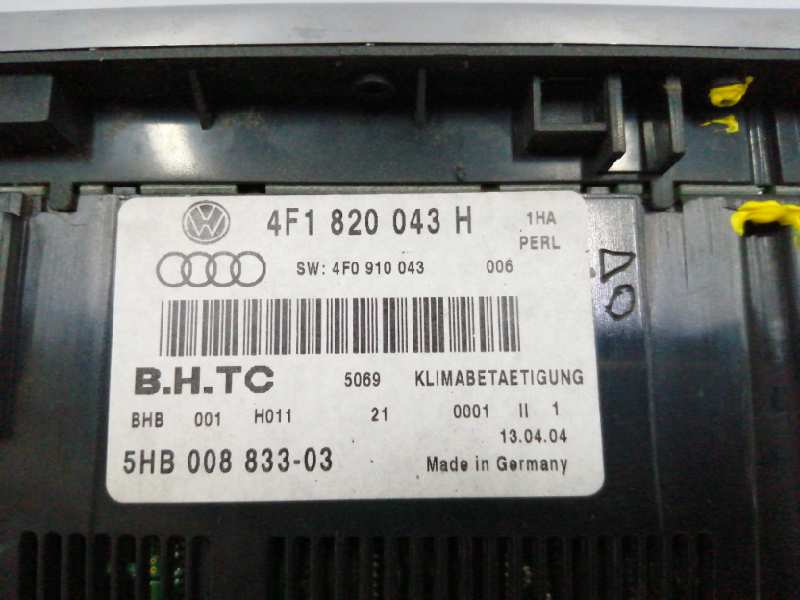 4F1 820 043 H 1HA
PERL
SW: 4F0 910 043 006
B.H.TC 5069 KLIMABETAETIGUNG
BHB 001 H011 21 0001 II 1
13.04.04
5HB 008 833-03 Made in Germany